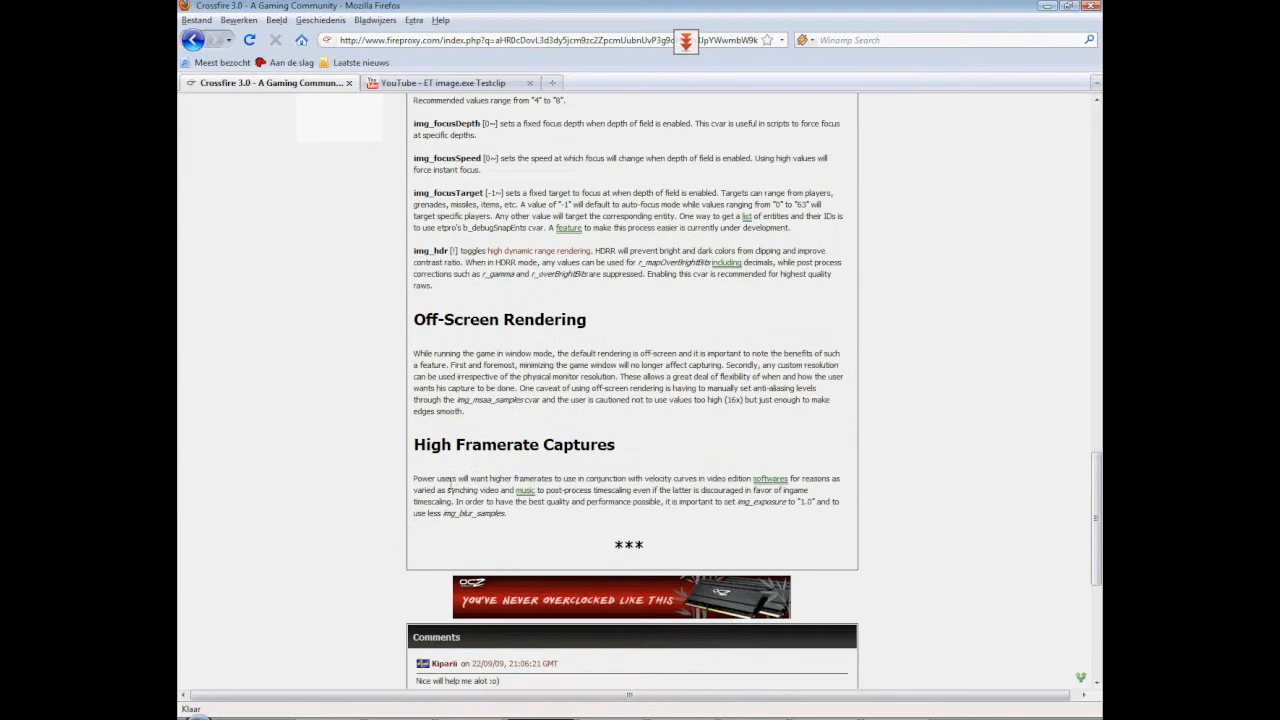 Crossfire 3.0 - A Gaming Community - Mozilla Firefox
Bestand Bewerken Beeld Geschiedenis Bladwijzers Extra Help
http://www.fireproxy.com/index.php?q= Winamp Search
Meest bezocht Aan de slag Laatste nieuws
Crossfire 3.0 - A Gaming Commun... YouTube - ET image.exe Testclip
Recommended values range from "4" to "8".
img_focusDepth [0~] sets a fixed focus depth when depth of field is enabled. This cvar is useful in scripts to force focus
at specific depths.
img_focusSpeed [0~] sets the speed at which focus will change when depth of field is enabled. Using high values will
force instant focus.
img_focusTarget [-1~] sets a fixed target to focus at when depth of field is enabled. Targets can range from players,
grenades, missiles, items, etc. A value of "-1" will default to auto-focus mode while values ranging from "0" to "63" will
target specific players. Any other value will target the corresponding entity. One way to get a list of entities and their IDs is
to use etpro's b_debugSnapEnts cvar. A feature to make this process easier is currently under development.
img_hdr [!] toggles high dynamic range rendering. HDRR will prevent bright and dark colors from clipping and improve
contrast ratio. When in HDRR mode, any values can be used for r_mapOverBrightBits including decimals, while post process
corrections such as r_gamma and r_overBrightBits are suppressed. Enabling this cvar is recommended for highest quality
raws.
Off-Screen Rendering
While running the game in window mode, the default rendering is off-screen and it is important to note the benefits of such
a feature. First and foremost, minimizing the game window will no longer affect capturing. Secondly, any custom resolution
can be used irrespective of the physical monitor resolution. These allows a great deal of flexibility of when and how the user
wants his capture to be done. One caveat of using off-screen rendering is having to manually set anti-aliasing levels
through the img_msaa_samples cvar and the user is cautioned not to use values too high (16x) but just enough to make
edges smooth.
High Framerate Captures
Power users will want higher framerates to use in conjunction with velocity curves in video edition softwares for reasons as
varied as synching video and music to post-process timescaling even if the latter is discouraged in favor of ingame
timescaling. In order to have the best quality and performance possible, it is important to set img_exposure to "1.0" and to
use less img_blur_samples.
***
OCZ
YOU'VE NEVER OVERCLOCKED LIKE THIS
Comments
Kiparii on 22/09/09, 21:06:21 GMT
Nice will help me alot :o)
Klaar